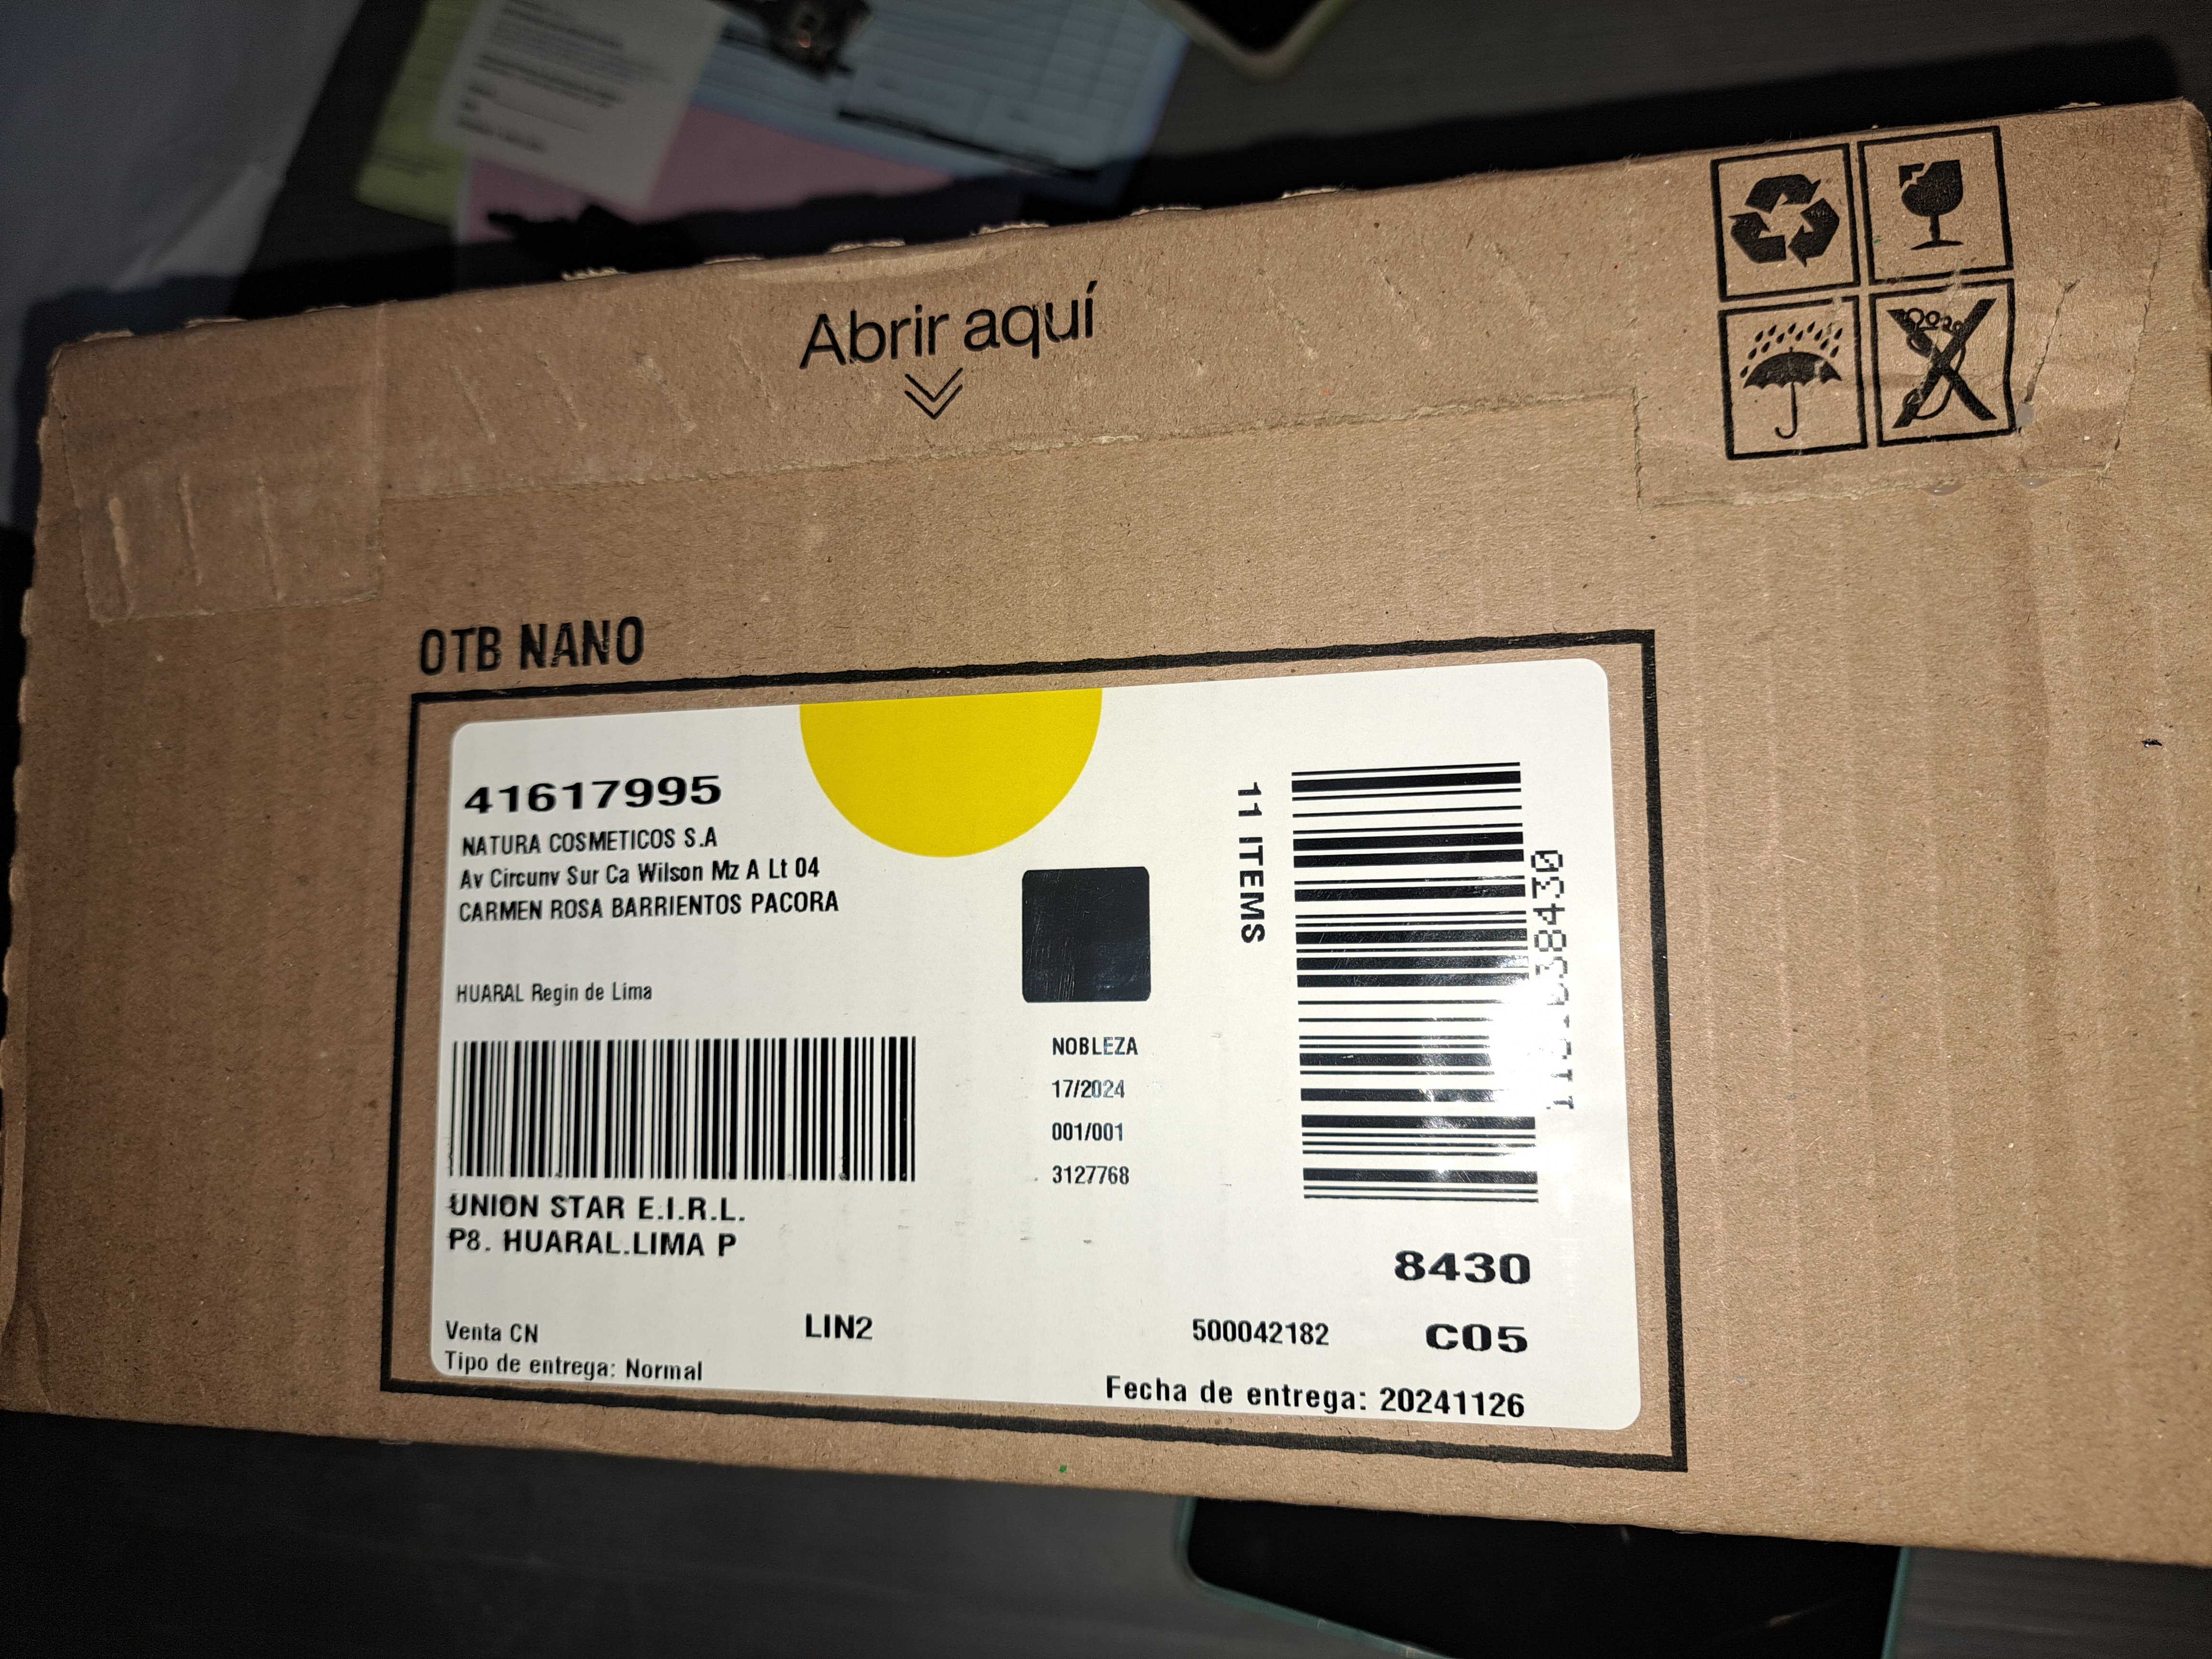 Abrir aquí
OTB NANO
41617995
NATURA COSMETICOS S.A
Av Circunv Sur Ca Wilson Mz A Lt 04
CARMEN ROSA BARRIENTOS PACORA
HUARAL Regin de Lima
UNION STAR E.I.R.L.
P8. HUARAL.LIMA P
NOBLEZA
17/2024
001/001
3127768
11 ITEMS
8430
Venta CN
LIN2
500042182
C05
Tipo de entrega: Normal
Fecha de entrega: 20241126